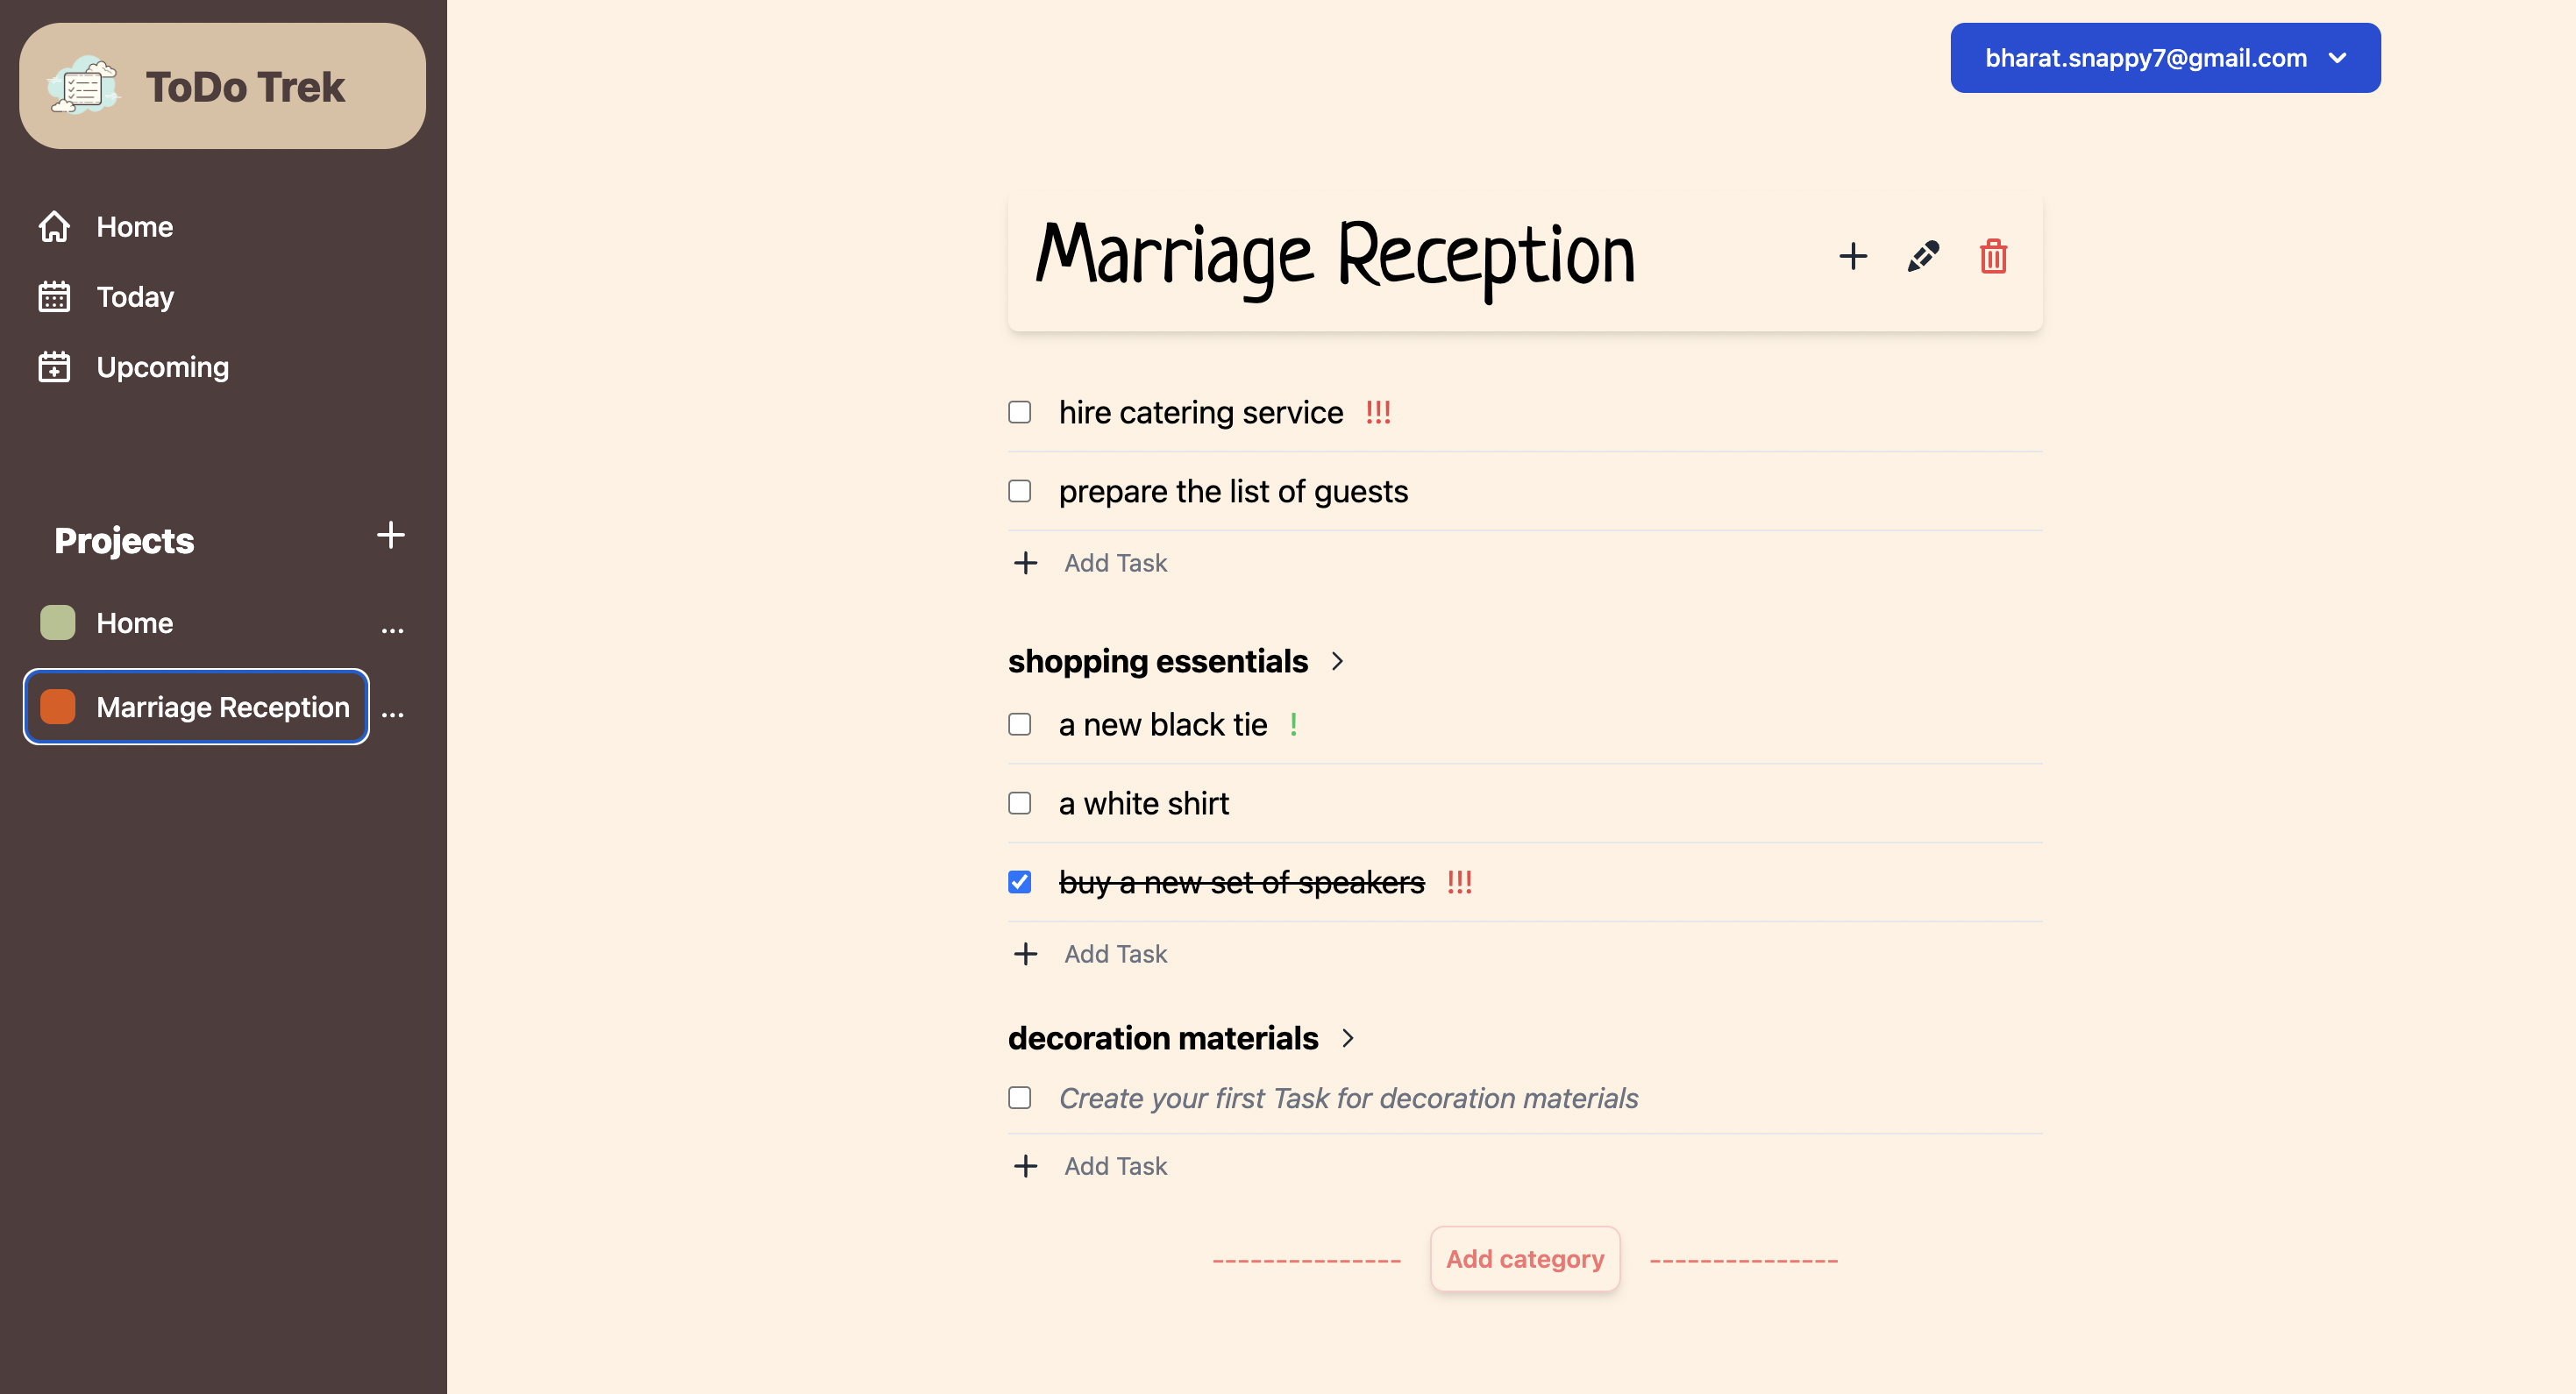 ToDo Trek
bharat.snappy7@gmail.com
Home
Today
Upcoming
Projects
Home
...
Marriage Reception
...
Marriage Reception
hire catering service !!!
prepare the list of guests
Add Task
shopping essentials
a new black tie !
a white shirt
buy a new set of speakers !!!
Add Task
decoration materials
Create your first Task for decoration materials
Add Task
--------------- Add category ---------------